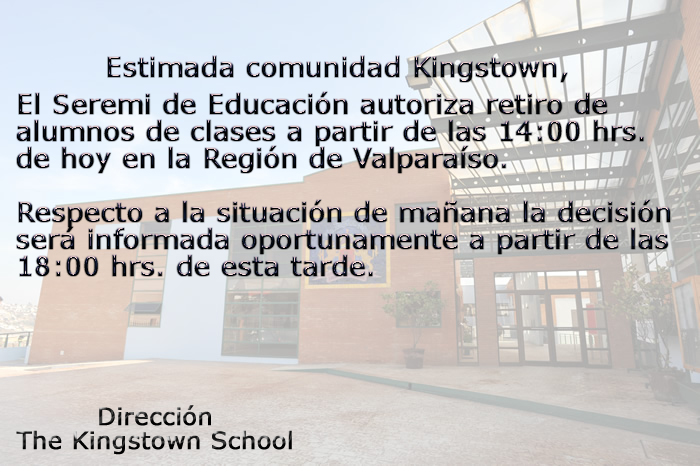 Estimada comunidad Kingstown,
El Seremi de Educación autoriza retiro de
alumnos de clases a partir de las 14:00 hrs.
de hoy en la Región de Valparaíso.
Respecto a la situación de mañana la decisión
será informada oportunamente a partir de las
18:00 hrs. de esta tarde.
Dirección
The Kingstown School